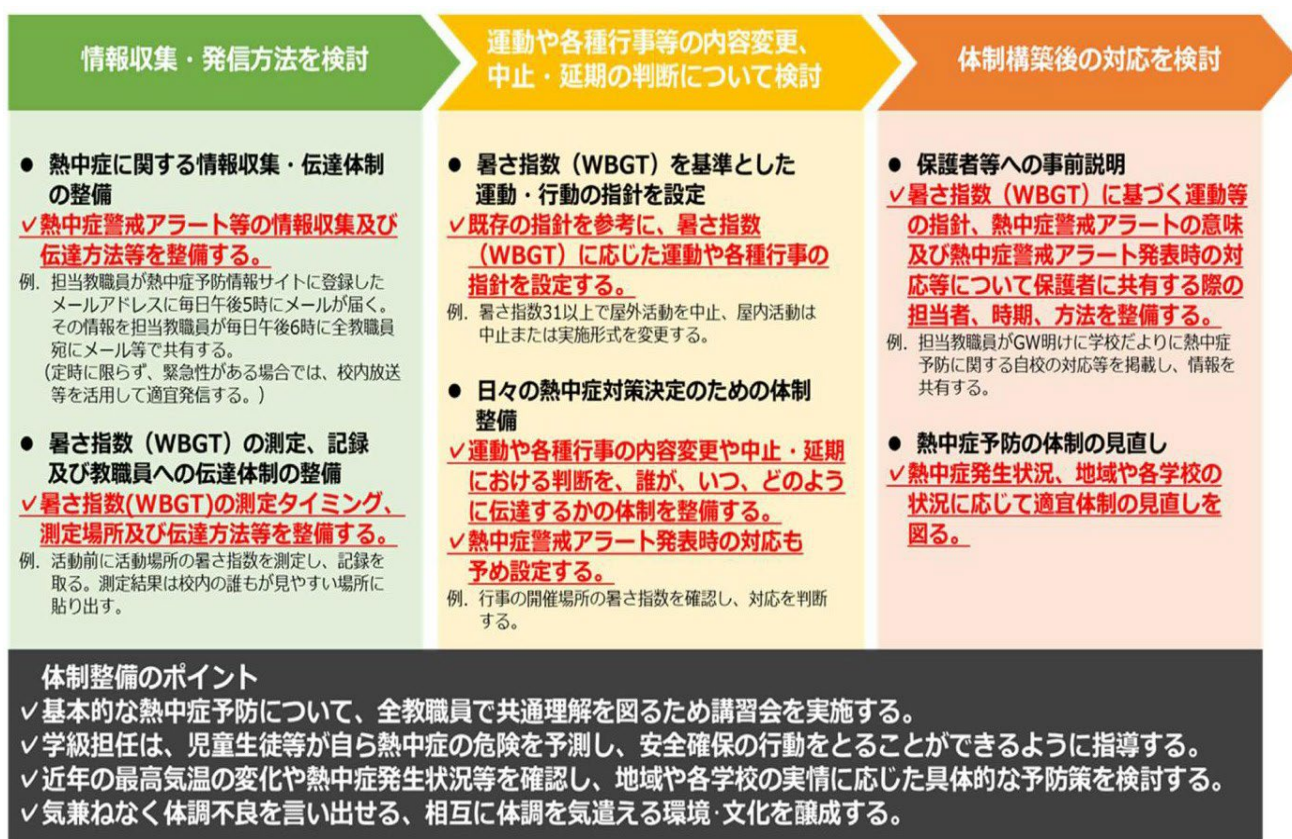 情報収集・発信方法を検討
● 熱中症に関する情報収集・伝達体制
の整備
✓熱中症警戒アラート等の情報収集及び
伝達方法等を整備する。
例．担当教職員が熱中症予防情報サイトに登録した
メールアドレスに毎日午後5時にメールが届く。
その情報を担当教職員が毎日午後6時に全教職員
宛にメール等で共有する。
(定時に限らず、緊急性がある場合では、校内放送
等を活用して適宜発信する。)
● 暑さ指数（WBGT）の測定、記録
及び教職員への伝達体制の整備
✓暑さ指数(WBGT)の測定タイミング、
測定場所及び伝達方法等を整備する。
例．活動前に活動場所の暑さ指数を測定し、記録を
取る。測定結果は校内の誰もが見やすい場所に
貼り出す。
運動や各種行事等の内容変更、
中止・延期の判断について検討
● 暑さ指数（WBGT）を基準とした
運動・行動の指針を設定
✓既存の指針を参考に、暑さ指数
（WBGT）に応じた運動や各種行事の
指針を設定する。
例．暑さ指数31以上で屋外活動を中止、屋内活動は
中止または実施形式を変更する。
● 日々の熱中症対策決定のための体制
整備
✓運動や各種行事の内容変更や中止・延期
における判断を、誰が、いつ、どのよう
に伝達するかの体制を整備する。
✓熱中症警戒アラート発表時の対応も
予め設定する。
例．行事の開催場所の暑さ指数を確認し、対応を判断
する。
体制構築後の対応を検討
● 保護者等への事前説明
✓暑さ指数（WBGT）に基づく運動等
の指針、熱中症警戒アラートの意味
及び熱中症警戒アラート発表時の対
応等について保護者に共有する際の
担当者、時期、方法を整備する。
例．担当教職員がGW明けに学校だよりに熱中症
予防に関する自校の対応等を掲載し、情報を
共有する。
● 熱中症予防の体制の見直し
✓熱中症発生状況、地域や各学校の
状況に応じて適宜体制の見直しを
図る。
体制整備のポイント
✓基本的な熱中症予防について、全教職員で共通理解を図るため講習会を実施する。
✓学級担任は、児童生徒等が自ら熱中症の危険を予測し、安全確保の行動をとることができるように指導する。
✓近年の最高気温の変化や熱中症発生状況等を確認し、地域や各学校の実情に応じた具体的な予防策を検討する。
✓気兼ねなく体調不良を言い出せる、相互に体調を気遣える環境･文化を醸成する。